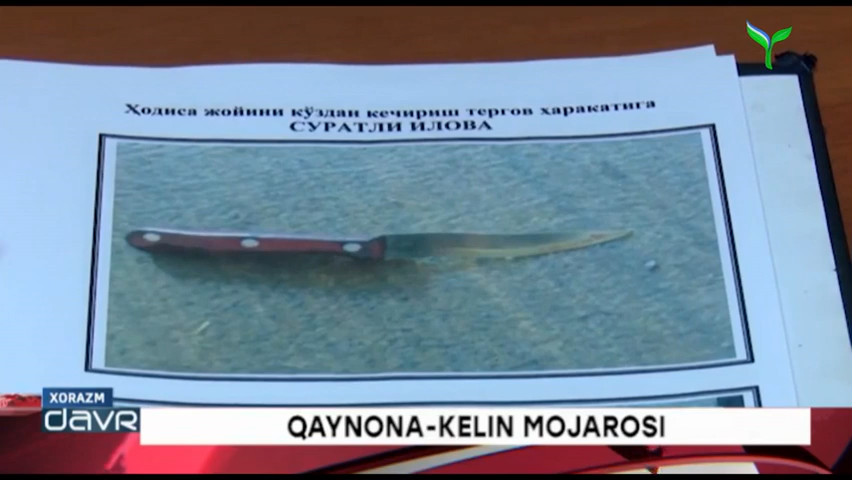 Ҳодиса жойини кўздан кечириш тергов ҳаракатига
СУРАТЛИ ИЛОВА
XORAZM
davr
QAYNONA-KELIN MOJAROSI